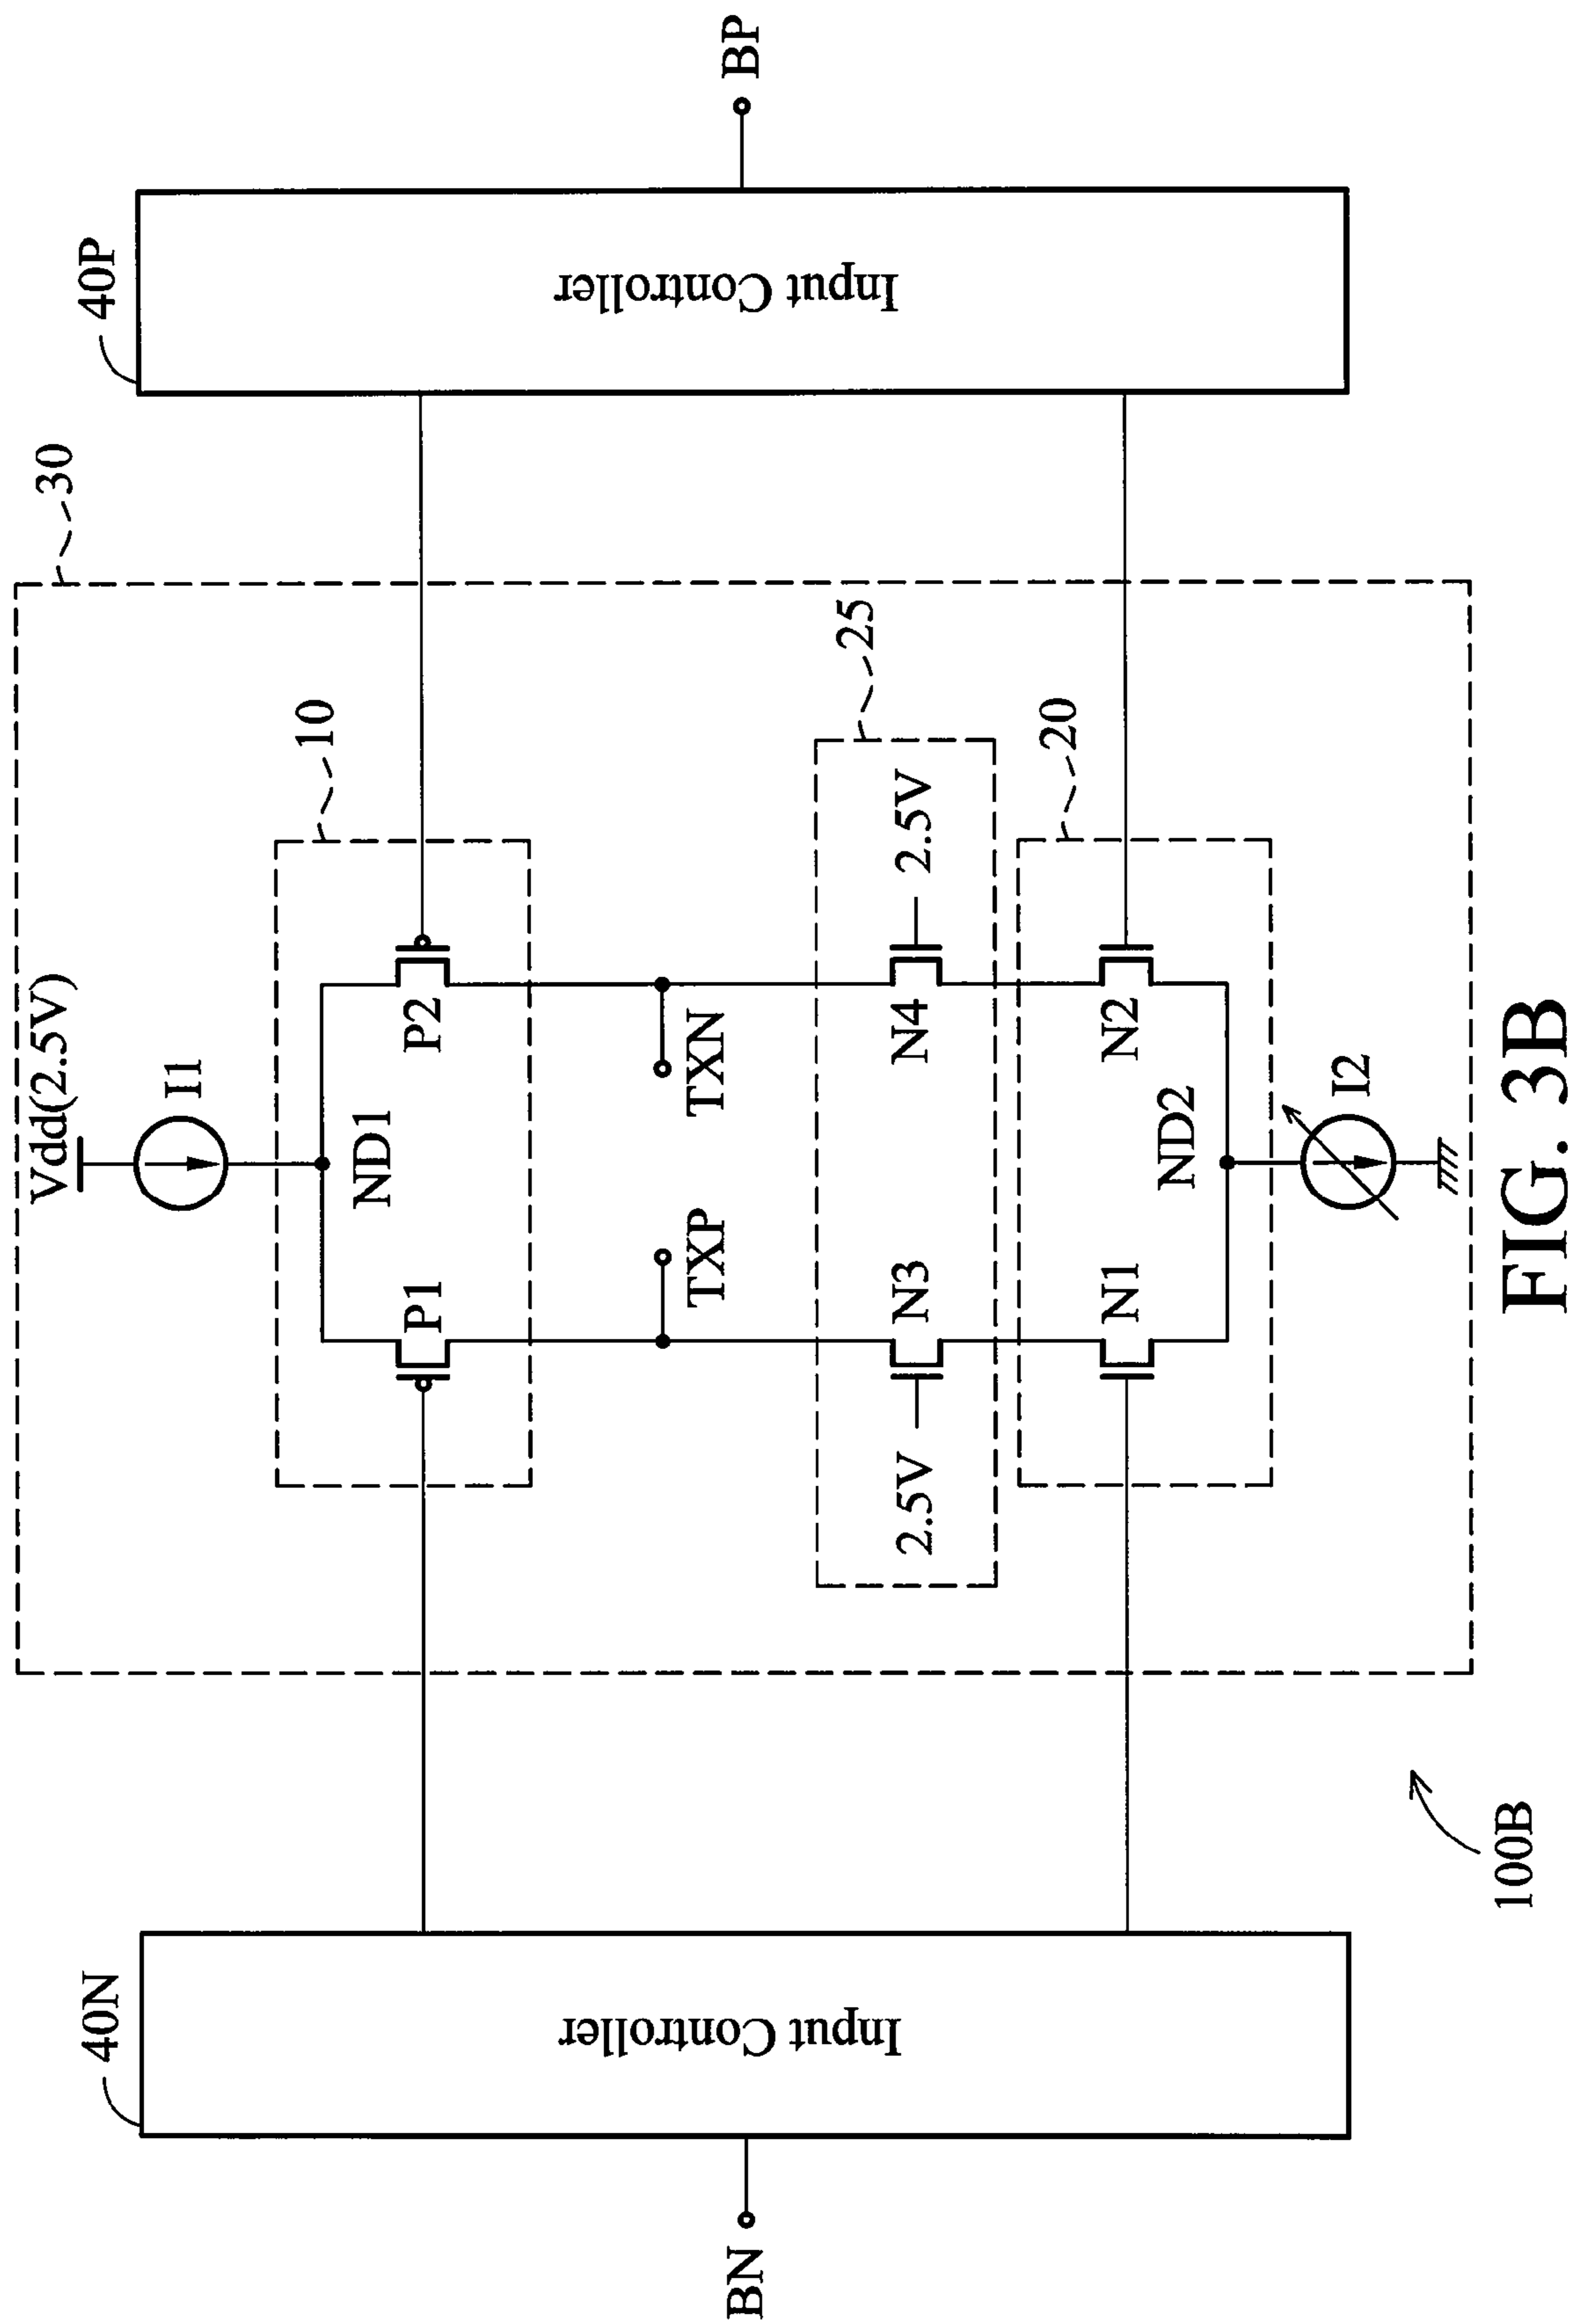 Vdd(2.5V)
30
40N
40P
I1
10
ND1
P1
P2
TXP
TXN
BN
Input Controller
Input Controller
BP
25
2.5V
N3
N4
2.5V
20
N1
N2
ND2
I2
100B
FIG. 3B